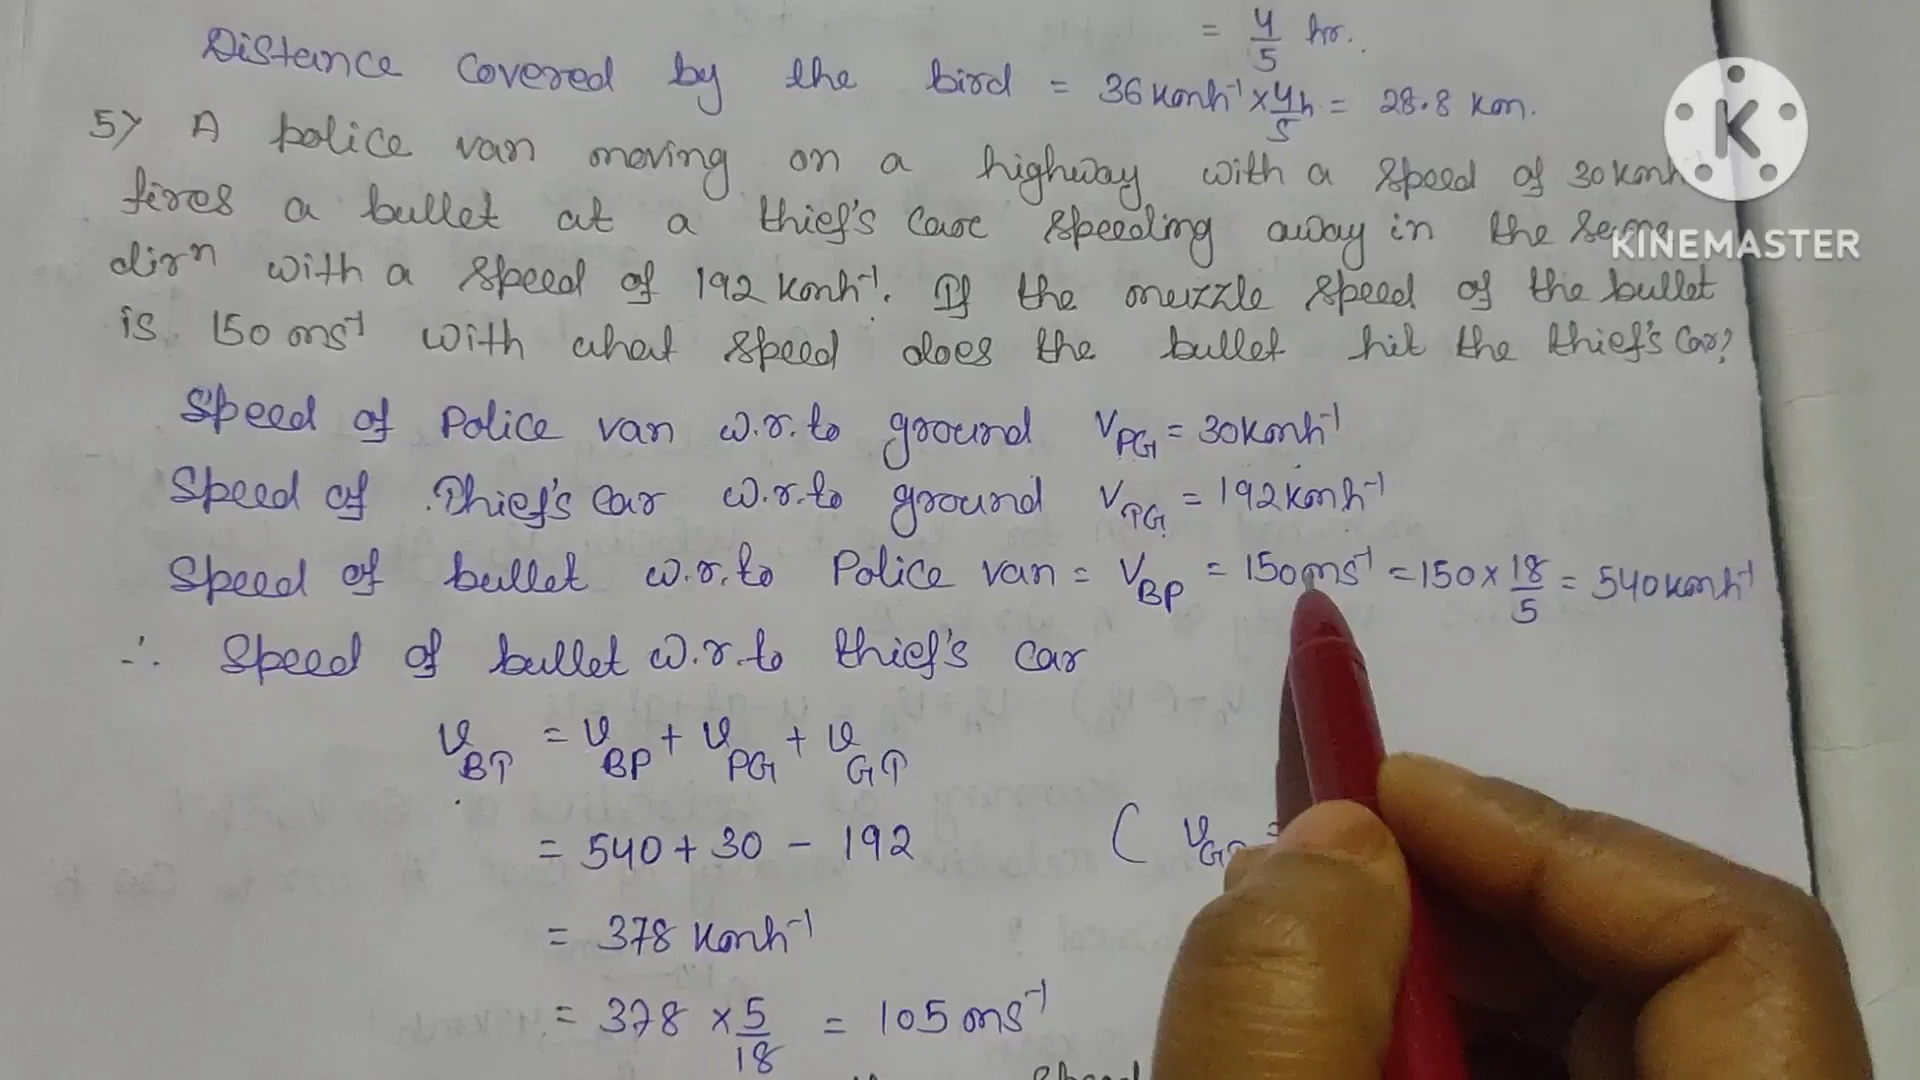 = 4/5 hr.
Distance covered by the bird = 36 kmh⁻¹ × 4/5 h = 28.8 km.
5) A police van moving on a highway with a speed of 30 kmh
fires a bullet at a thief's car speeding away in the same
dirⁿ with a speed of 192 kmh⁻¹. If the muzzle speed of the bullet
is 150 ms⁻¹ with what speed does the bullet hit the thief's car?
Speed of Police van w.r.to ground V_PG = 30 kmh⁻¹
Speed of Thief's car w.r.to ground V_TG = 192 kmh⁻¹
Speed of bullet w.r.to Police van = V_BP = 150 ms⁻¹ = 150 × 18/5 = 540 kmh⁻¹
∴ Speed of bullet w.r.to thief's car
V_BT = V_BP + V_PG + V_GT
= 540 + 30 - 192 ( V_GT =
= 378 kmh⁻¹
= 378 × 5/18 = 105 ms⁻¹
K
KINEMASTER